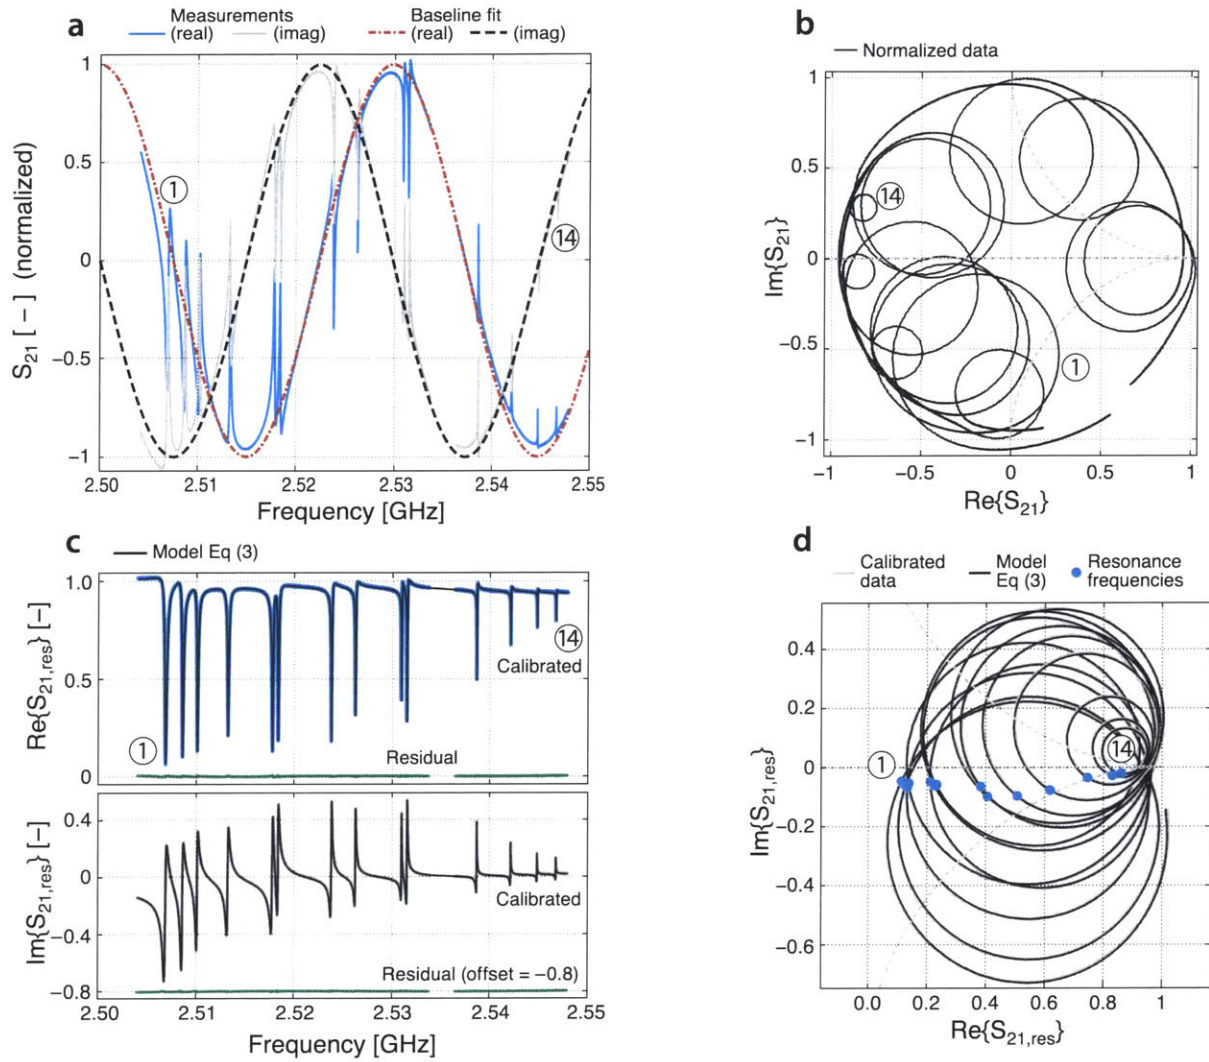 a
Measurements
(real) (imag)
Baseline fit
(real) (imag)
S21 [ – ] (normalized)
1
0.5
0
−0.5
−1
①
⑭
2.50 2.51 2.52 2.53 2.54 2.55
Frequency [GHz]
b
Normalized data
Im{S21}
1
0.5
0
−0.5
−1
⑭
①
−1 −0.5 0 0.5 1
Re{S21}
c
Model Eq (3)
Re{S21,res} [–]
1.0
0.5
0
①
⑭
Calibrated
Residual
Im{S21,res} [–]
0.4
0
−0.4
−0.8
Calibrated
Residual (offset = −0.8)
2.50 2.51 2.52 2.53 2.54 2.55
Frequency [GHz]
d
Calibrated
data
Model
Eq (3)
Resonance
frequencies
Im{S21,res}
0.4
0.2
0
−0.2
−0.4
−0.6
①
⑭
0.0 0.2 0.4 0.6 0.8 1
Re{S21,res}